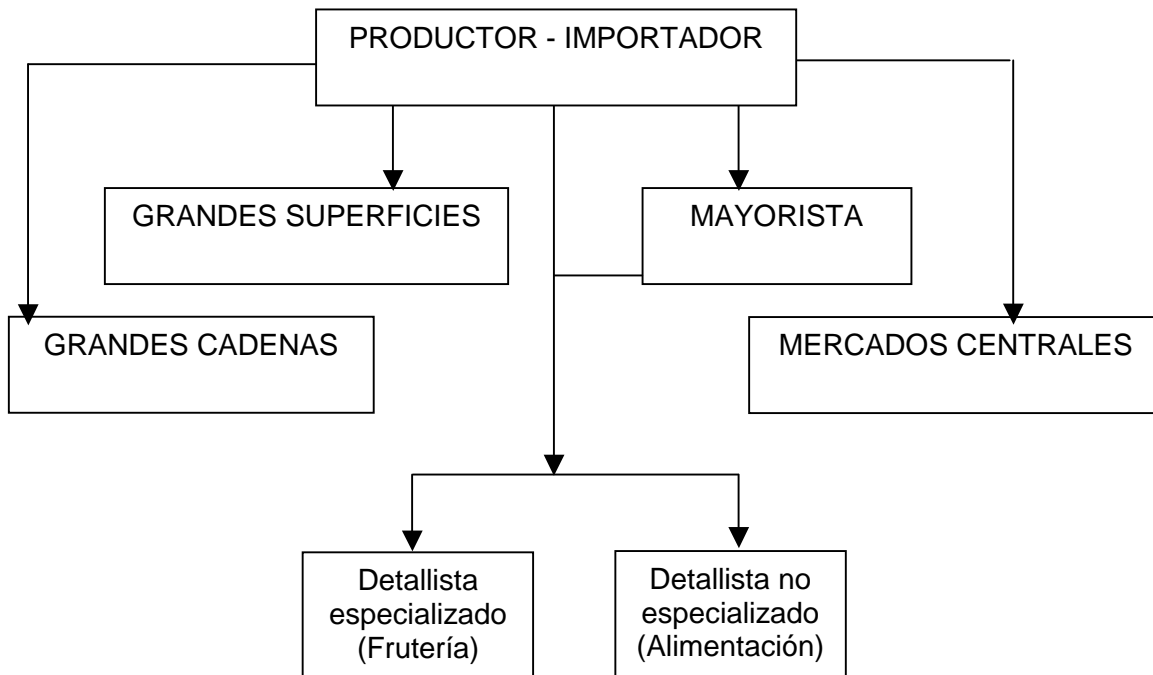 PRODUCTOR - IMPORTADOR
GRANDES SUPERFICIES
MAYORISTA
GRANDES CADENAS
MERCADOS CENTRALES
Detallista
especializado
(Frutería)
Detallista no
especializado
(Alimentación)